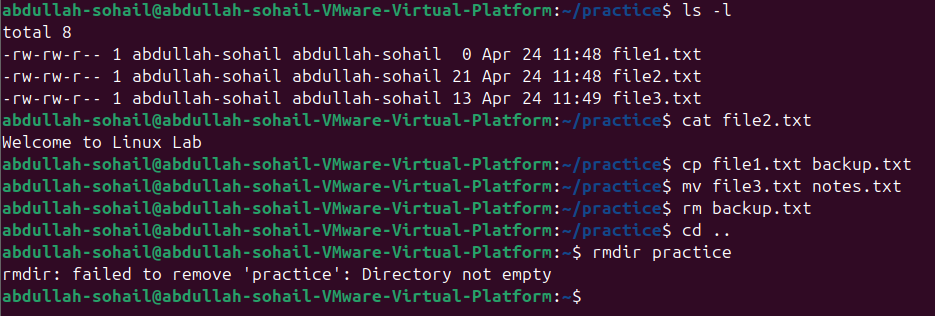 abdullah-sohail@abdullah-sohail-VMware-Virtual-Platform:~/practice$ ls -l
total 8
-rw-rw-r-- 1 abdullah-sohail abdullah-sohail  0 Apr 24 11:48 file1.txt
-rw-rw-r-- 1 abdullah-sohail abdullah-sohail 21 Apr 24 11:48 file2.txt
-rw-rw-r-- 1 abdullah-sohail abdullah-sohail 13 Apr 24 11:49 file3.txt
abdullah-sohail@abdullah-sohail-VMware-Virtual-Platform:~/practice$ cat file2.txt
Welcome to Linux Lab
abdullah-sohail@abdullah-sohail-VMware-Virtual-Platform:~/practice$ cp file1.txt backup.txt
abdullah-sohail@abdullah-sohail-VMware-Virtual-Platform:~/practice$ mv file3.txt notes.txt
abdullah-sohail@abdullah-sohail-VMware-Virtual-Platform:~/practice$ rm backup.txt
abdullah-sohail@abdullah-sohail-VMware-Virtual-Platform:~/practice$ cd ..
abdullah-sohail@abdullah-sohail-VMware-Virtual-Platform:~$ rmdir practice
rmdir: failed to remove 'practice': Directory not empty
abdullah-sohail@abdullah-sohail-VMware-Virtual-Platform:~$